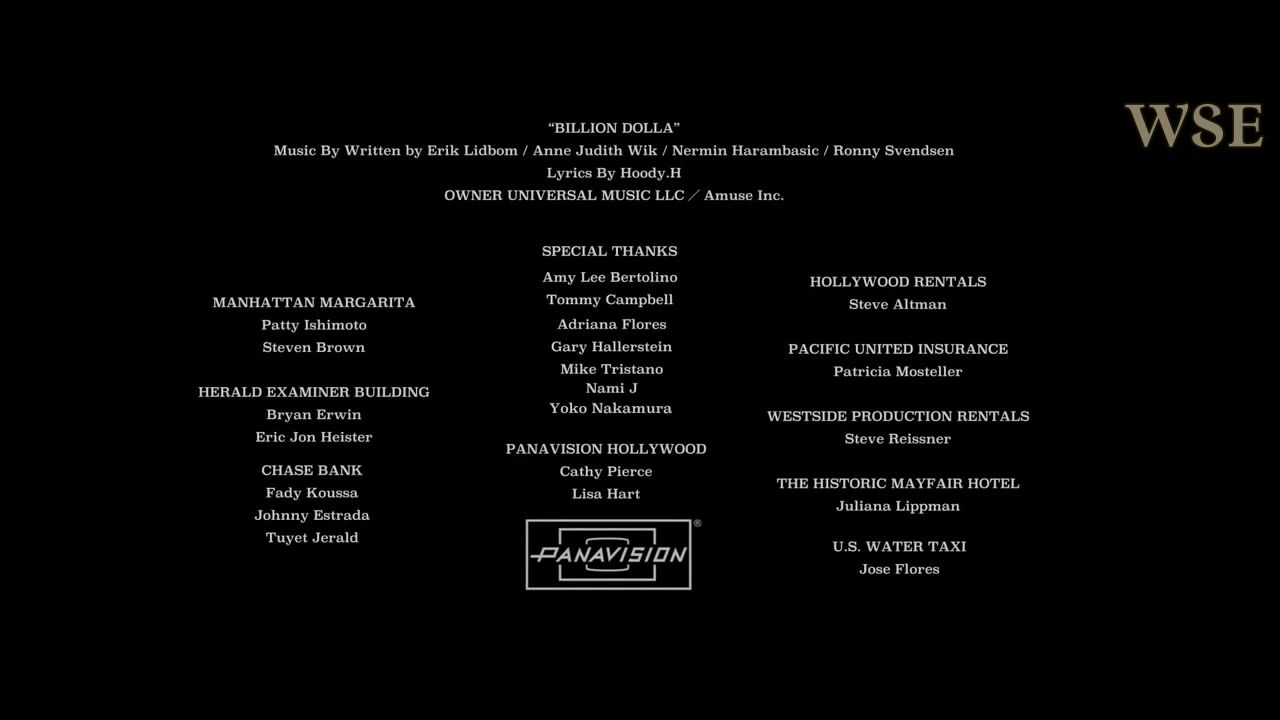 WSE
“BILLION DOLLA”
Music By Written by Erik Lidbom / Anne Judith Wik / Nermin Harambasic / Ronny Svendsen
Lyrics By Hoody.H
OWNER UNIVERSAL MUSIC LLC／Amuse Inc.
MANHATTAN MARGARITA
Patty Ishimoto
Steven Brown
HERALD EXAMINER BUILDING
Bryan Erwin
Eric Jon Heister
CHASE BANK
Fady Koussa
Johnny Estrada
Tuyet Jerald
SPECIAL THANKS
Amy Lee Bertolino
Tommy Campbell
Adriana Flores
Gary Hallerstein
Mike Tristano
Nami J
Yoko Nakamura
PANAVISION HOLLYWOOD
Cathy Pierce
Lisa Hart
PANAVISION®
HOLLYWOOD RENTALS
Steve Altman
PACIFIC UNITED INSURANCE
Patricia Mosteller
WESTSIDE PRODUCTION RENTALS
Steve Reissner
THE HISTORIC MAYFAIR HOTEL
Juliana Lippman
U.S. WATER TAXI
Jose Flores